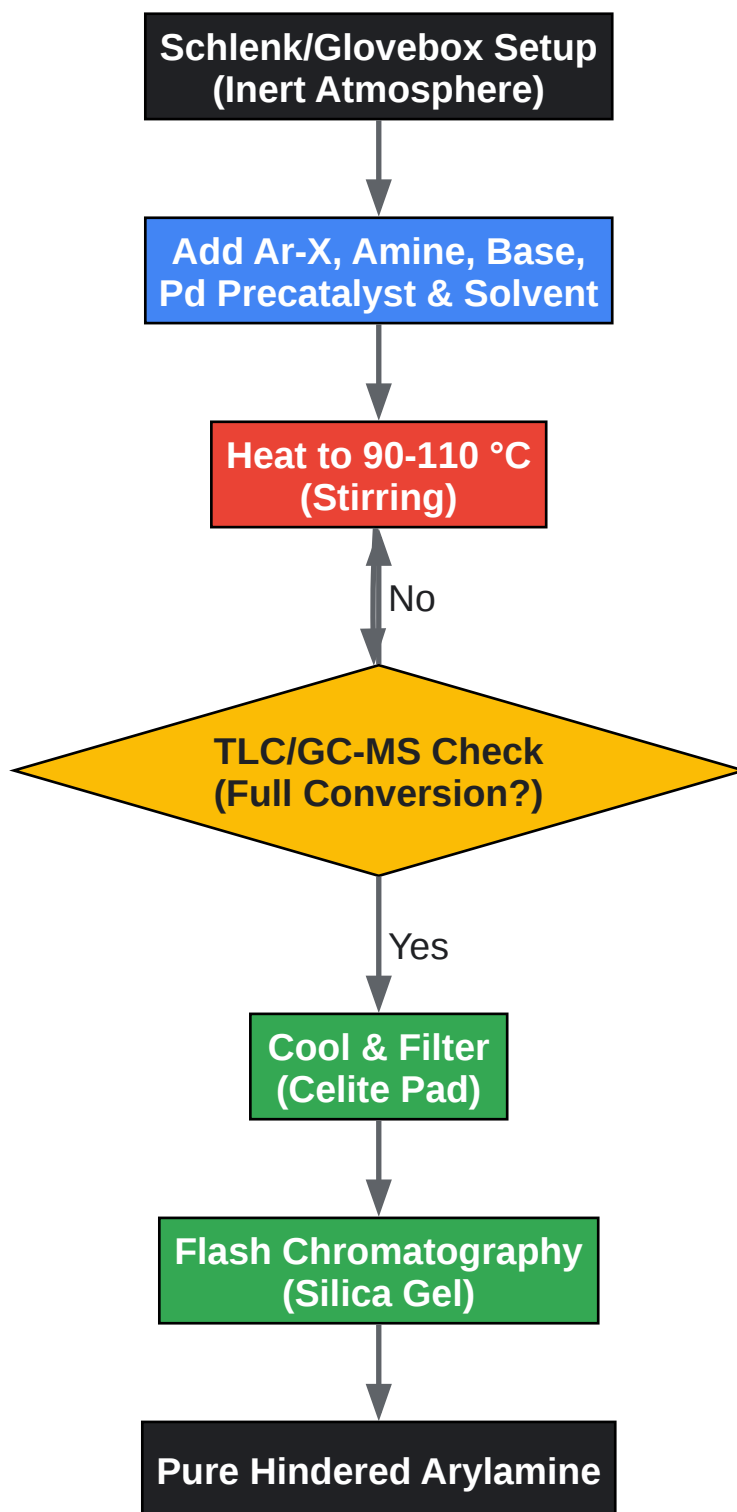 Schlenk/Glovebox Setup
(Inert Atmosphere)
Add Ar-X, Amine, Base,
Pd Precatalyst & Solvent
Heat to 90-110 °C
(Stirring)
No
TLC/GC-MS Check
(Full Conversion?)
Yes
Cool & Filter
(Celite Pad)
Flash Chromatography
(Silica Gel)
Pure Hindered Arylamine